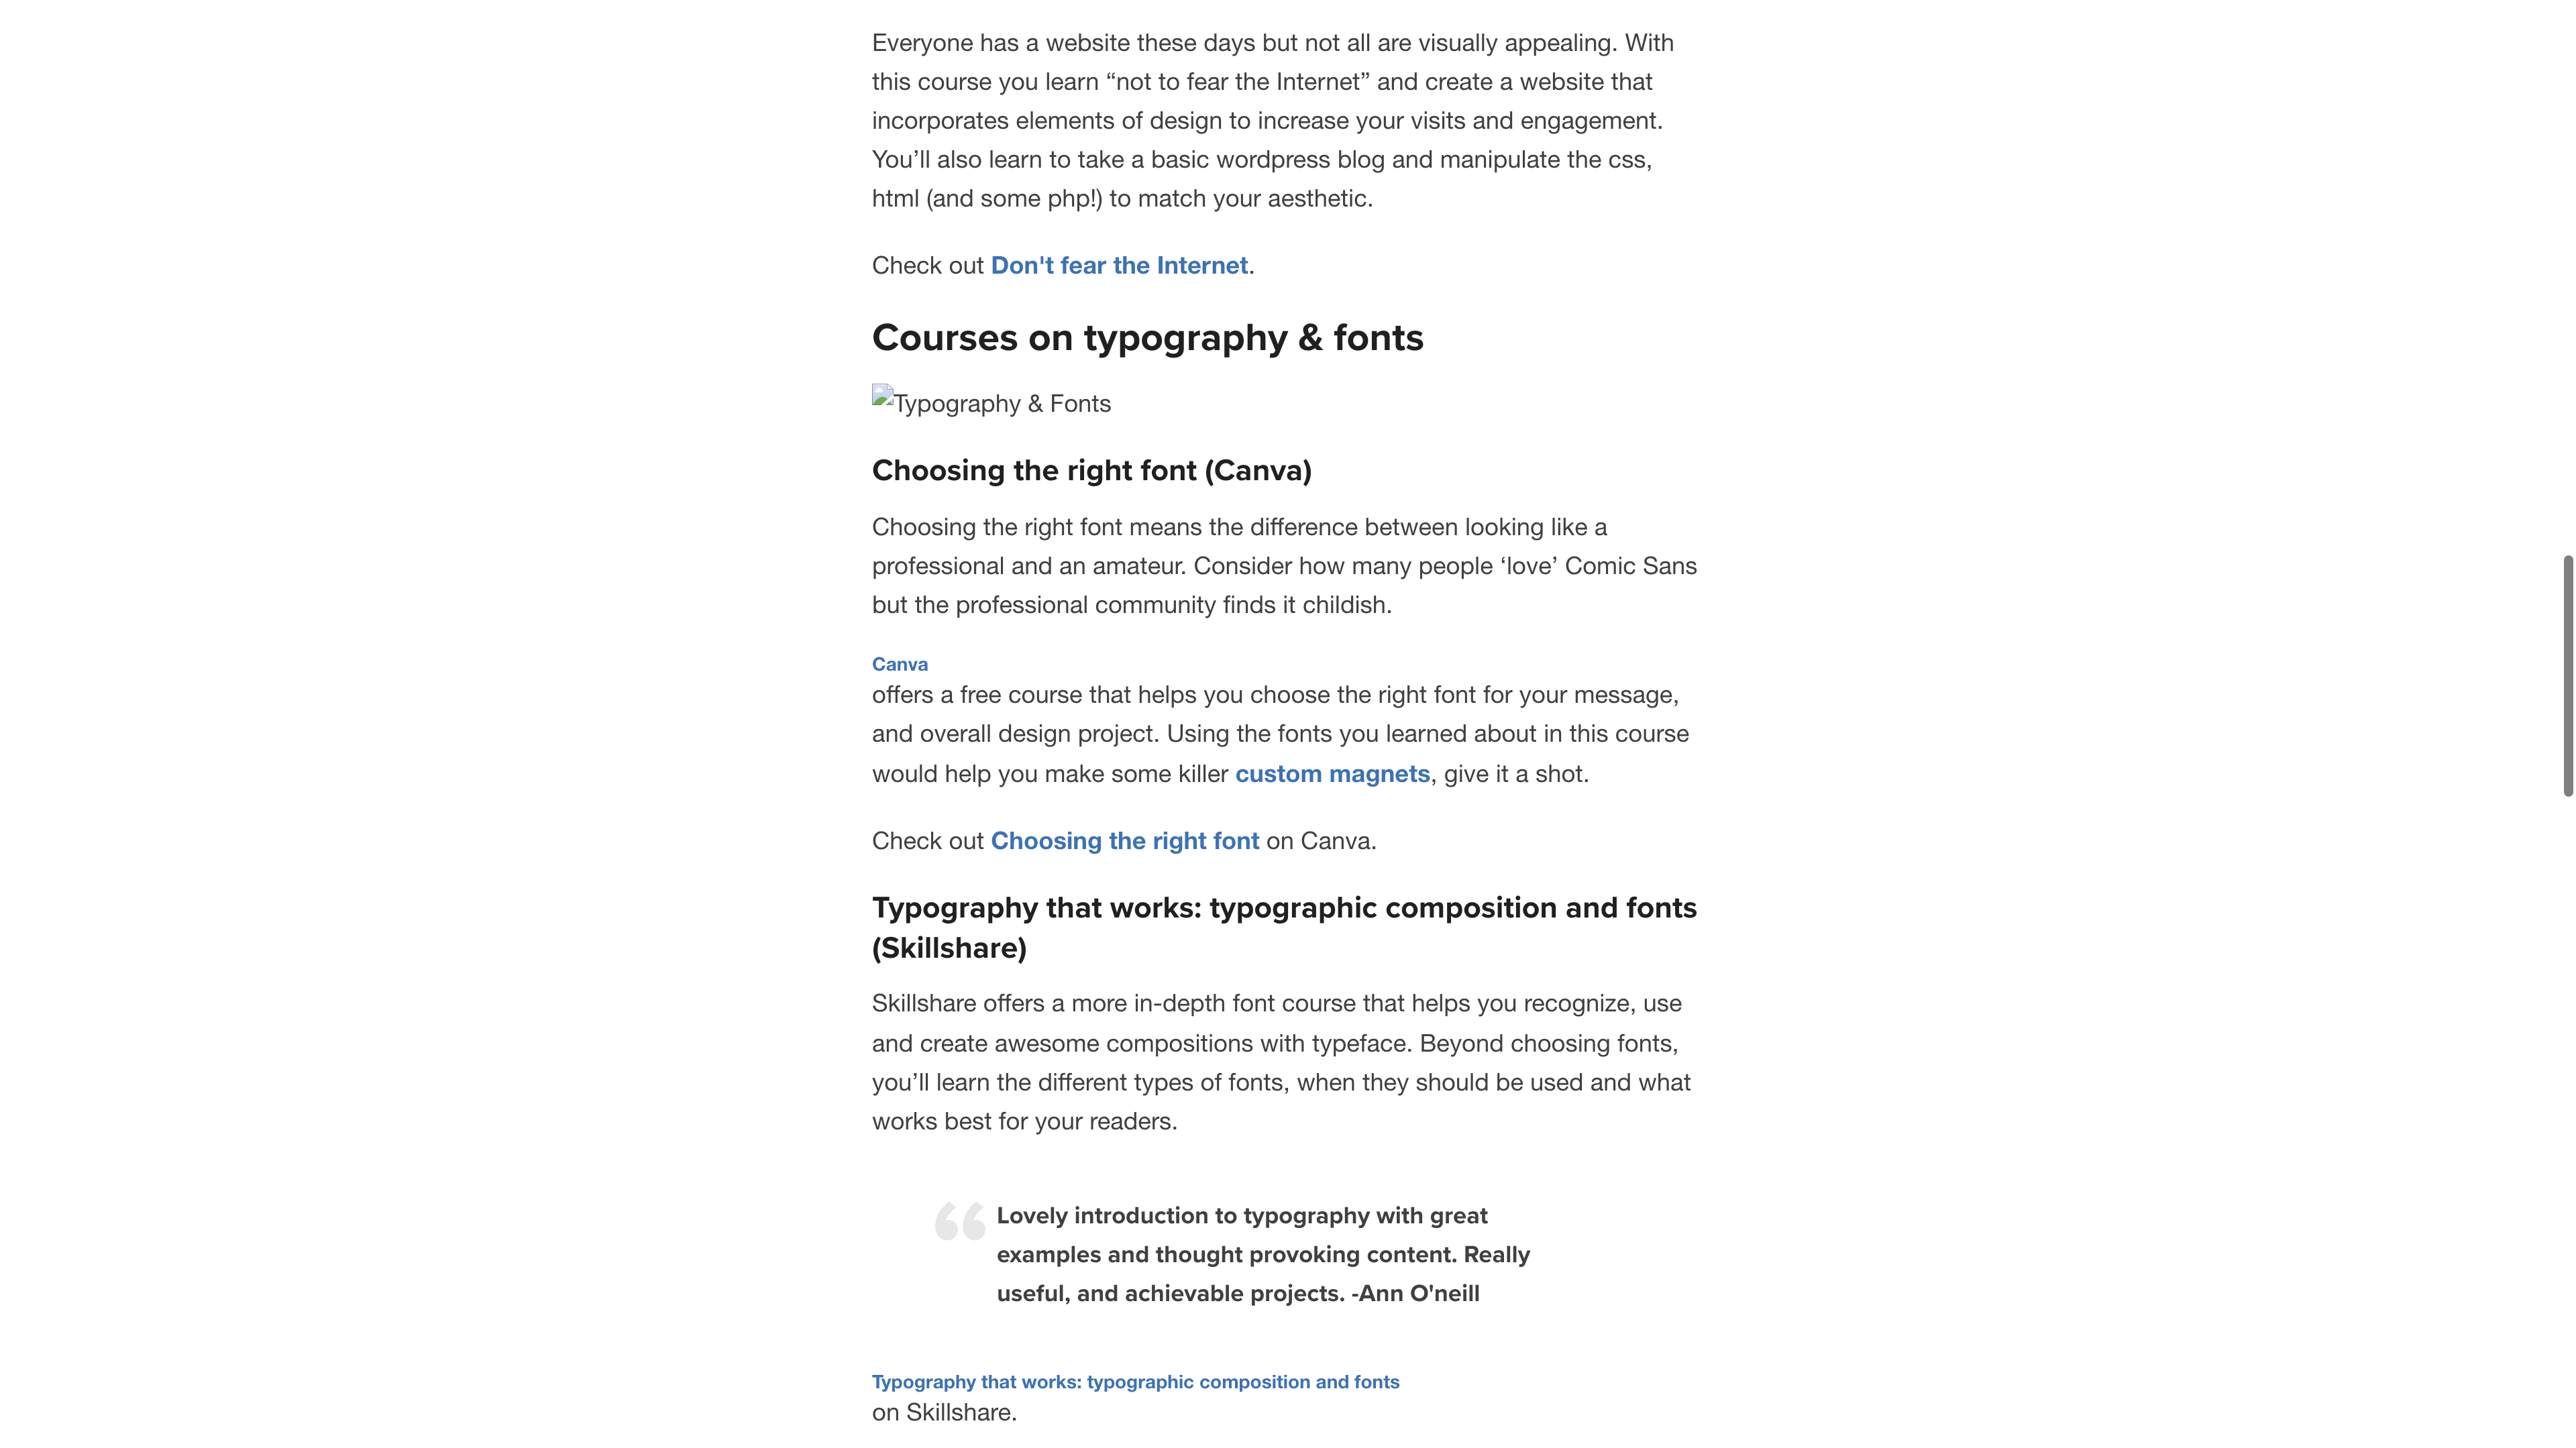 Everyone has a website these days but not all are visually appealing. With
this course you learn “not to fear the Internet” and create a website that
incorporates elements of design to increase your visits and engagement.
You’ll also learn to take a basic wordpress blog and manipulate the css,
html (and some php!) to match your aesthetic.
Check out Don't fear the Internet.
Courses on typography & fonts
Typography & Fonts
Choosing the right font (Canva)
Choosing the right font means the difference between looking like a
professional and an amateur. Consider how many people ‘love’ Comic Sans
but the professional community finds it childish.
Canva
offers a free course that helps you choose the right font for your message,
and overall design project. Using the fonts you learned about in this course
would help you make some killer custom magnets, give it a shot.
Check out Choosing the right font on Canva.
Typography that works: typographic composition and fonts
(Skillshare)
Skillshare offers a more in-depth font course that helps you recognize, use
and create awesome compositions with typeface. Beyond choosing fonts,
you’ll learn the different types of fonts, when they should be used and what
works best for your readers.
“Lovely introduction to typography with great
examples and thought provoking content. Really
useful, and achievable projects. -Ann O'neill
Typography that works: typographic composition and fonts
on Skillshare.